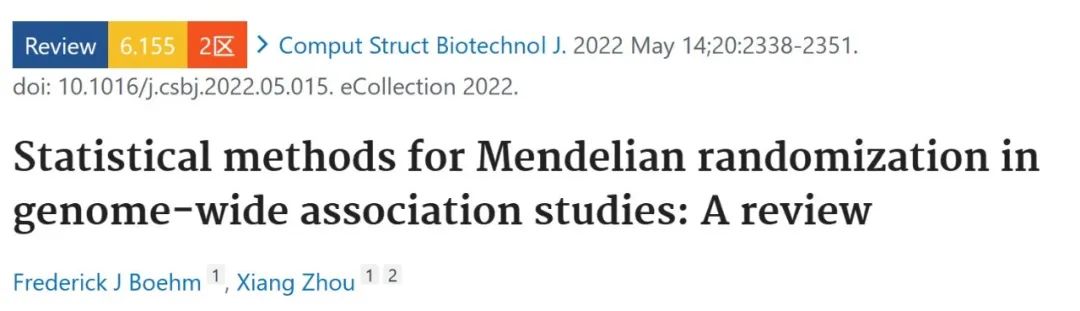 Review 6.155 2区 > Comput Struct Biotechnol J. 2022 May 14;20:2338-2351.
doi: 10.1016/j.csbj.2022.05.015. eCollection 2022.
Statistical methods for Mendelian randomization in
genome-wide association studies: A review
Frederick J Boehm 1, Xiang Zhou 1 2